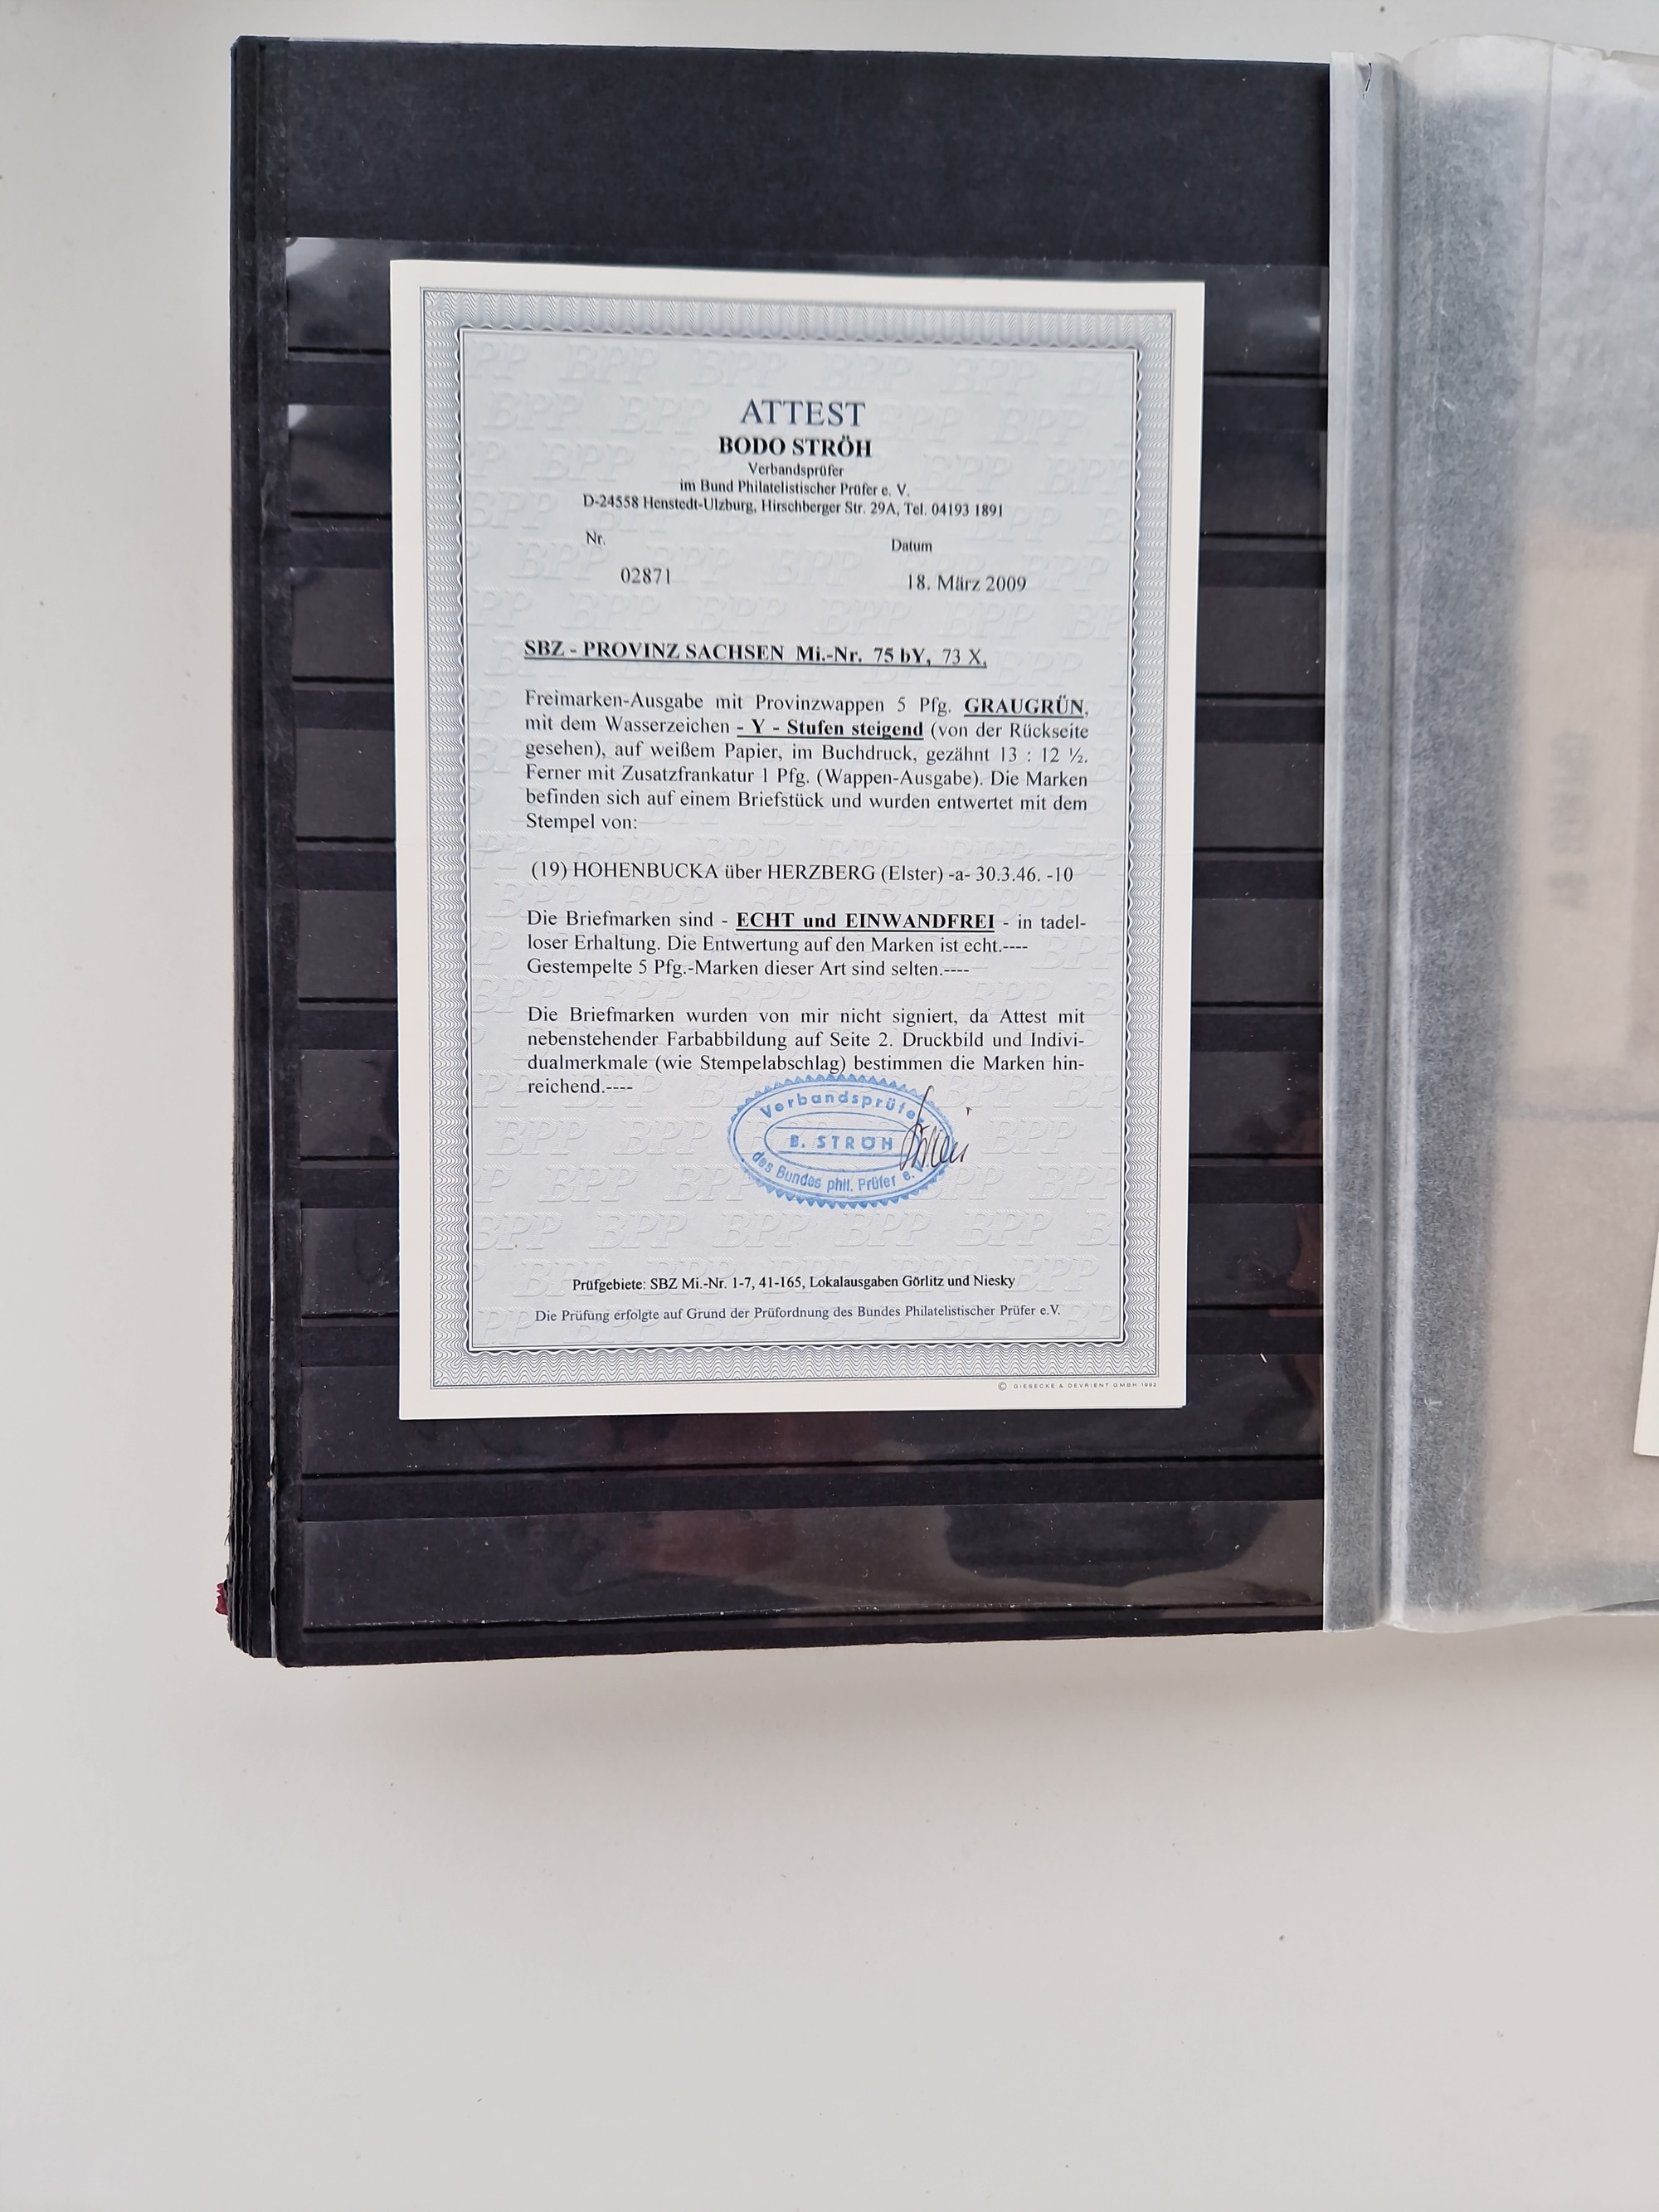 ATTEST
BODO STRÖH
Verbandsprüfer
im Bund Philatelistischer Prüfer e. V.
D-24558 Henstedt-Ulzburg, Hirschberger Str. 29A, Tel. 04193 1891
Nr. Datum
02871 18. März 2009
SBZ - PROVINZ SACHSEN Mi.-Nr. 75 bY, 73 X,
Freimarken-Ausgabe mit Provinzwappen 5 Pfg. GRAUGRÜN,
mit dem Wasserzeichen - Y - Stufen steigend (von der Rückseite
gesehen), auf weißem Papier, im Buchdruck, gezähnt 13 : 12 ½.
Ferner mit Zusatzfrankatur 1 Pfg. (Wappen-Ausgabe). Die Marken
befinden sich auf einem Briefstück und wurden entwertet mit dem
Stempel von:
(19) HOHENBUCKA über HERZBERG (Elster) -a- 30.3.46. -10
Die Briefmarken sind - ECHT und EINWANDFREI - in tadel-
loser Erhaltung. Die Entwertung auf den Marken ist echt.----
Gestempelte 5 Pfg.-Marken dieser Art sind selten.----
Die Briefmarken wurden von mir nicht signiert, da Attest mit
nebenstehender Farbabbildung auf Seite 2. Druckbild und Indivi-
dualmerkmale (wie Stempelabschlag) bestimmen die Marken hin-
reichend.----
Verbandsprüfer
B. STRÖH
des Bundes phil. Prüfer e.
Prüfgebiete: SBZ Mi.-Nr. 1-7, 41-165, Lokalausgaben Görlitz und Niesky
Die Prüfung erfolgte auf Grund der Prüfordnung des Bundes Philatelistischer Prüfer e.V.
© GIESECKE & DEVRIENT GMBH 1992